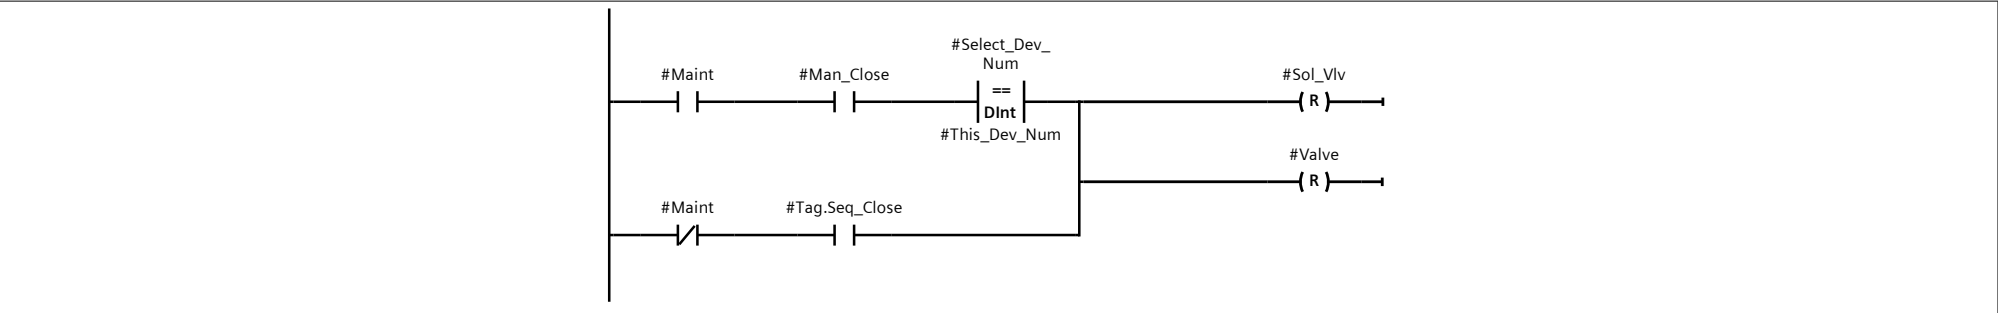 #Select_Dev_
Num
#Maint
#Man_Close
==
DInt
#This_Dev_Num
#Sol_Vlv
R
#Valve
R
#Maint
#Tag.Seq_Close